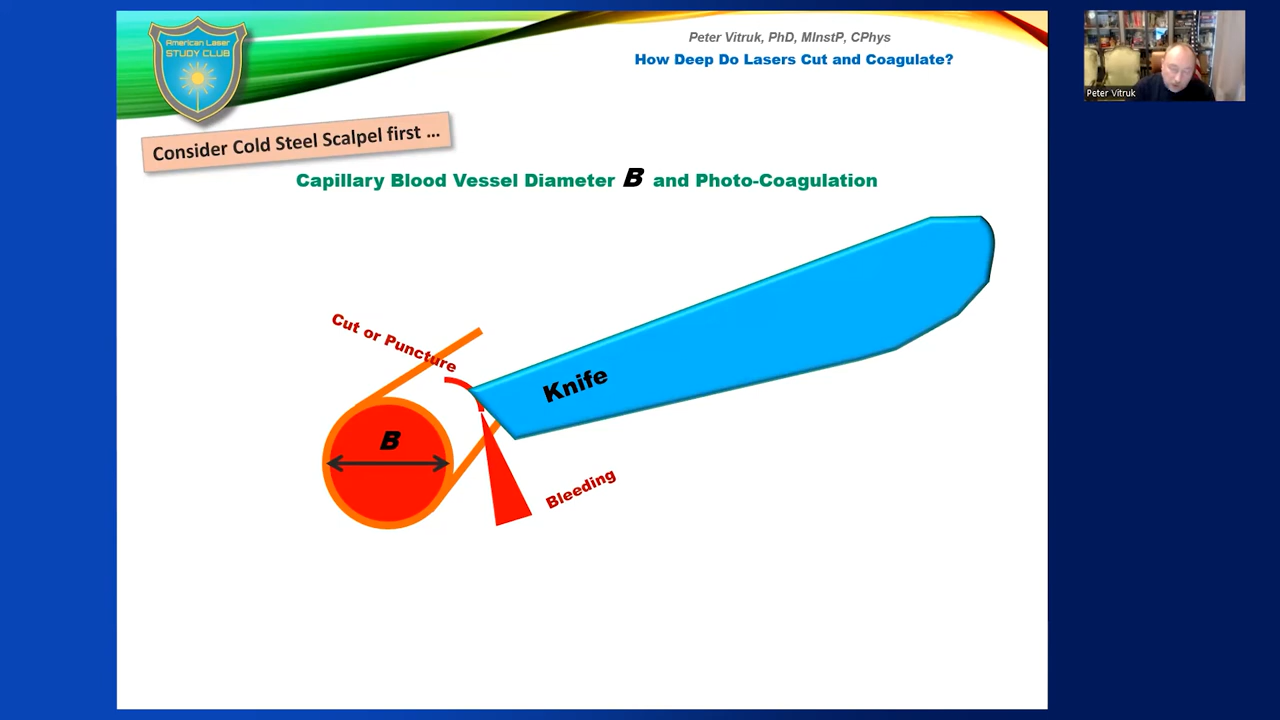 American Laser
STUDY CLUB
Peter Vitruk, PhD, MInstP, CPhys
How Deep Do Lasers Cut and Coagulate?
Peter Vitruk
Consider Cold Steel Scalpel first ...
Capillary Blood Vessel Diameter B and Photo-Coagulation
Cut or Puncture
Knife
B
Bleeding